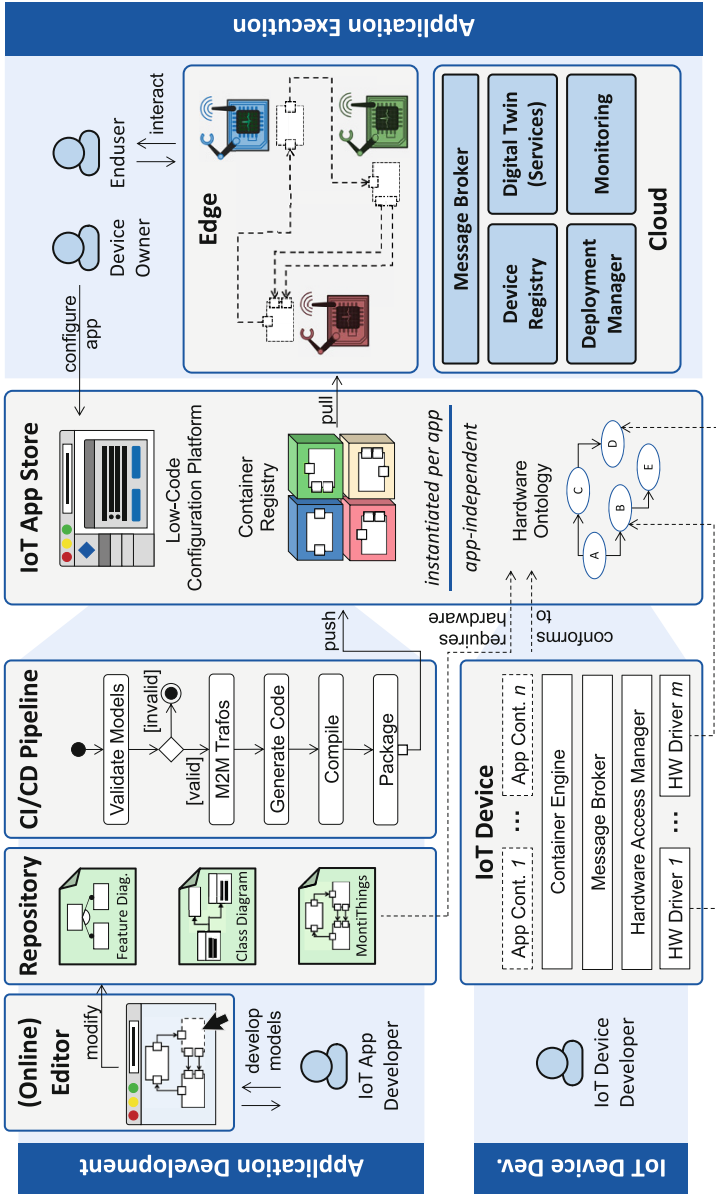 Application Development
(Online)
Editor
modify
develop
models
IoT App
Developer
Repository
Feature Diag.
Class Diagram
MontiThings
CI/CD Pipeline
Validate Models
[invalid]
[valid]
M2M Trafos
Generate Code
Compile
Package
push
requires
hardware
conforms
to
IoT Device Dev.
IoT Device
Developer
IoT Device
App Cont. 1
...
App Cont. n
Container Engine
Message Broker
Hardware Access Manager
HW Driver 1
...
HW Driver m
IoT App Store
Low-Code
Configuration Platform
Container
Registry
pull
instantiated per app
app-independent
Hardware
Ontology
A
B
C
D
E
Application Execution
configure
app
Device
Owner
Enduser
interact
Edge
Message Broker
Device
Registry
Digital Twin
(Services)
Deployment
Manager
Monitoring
Cloud